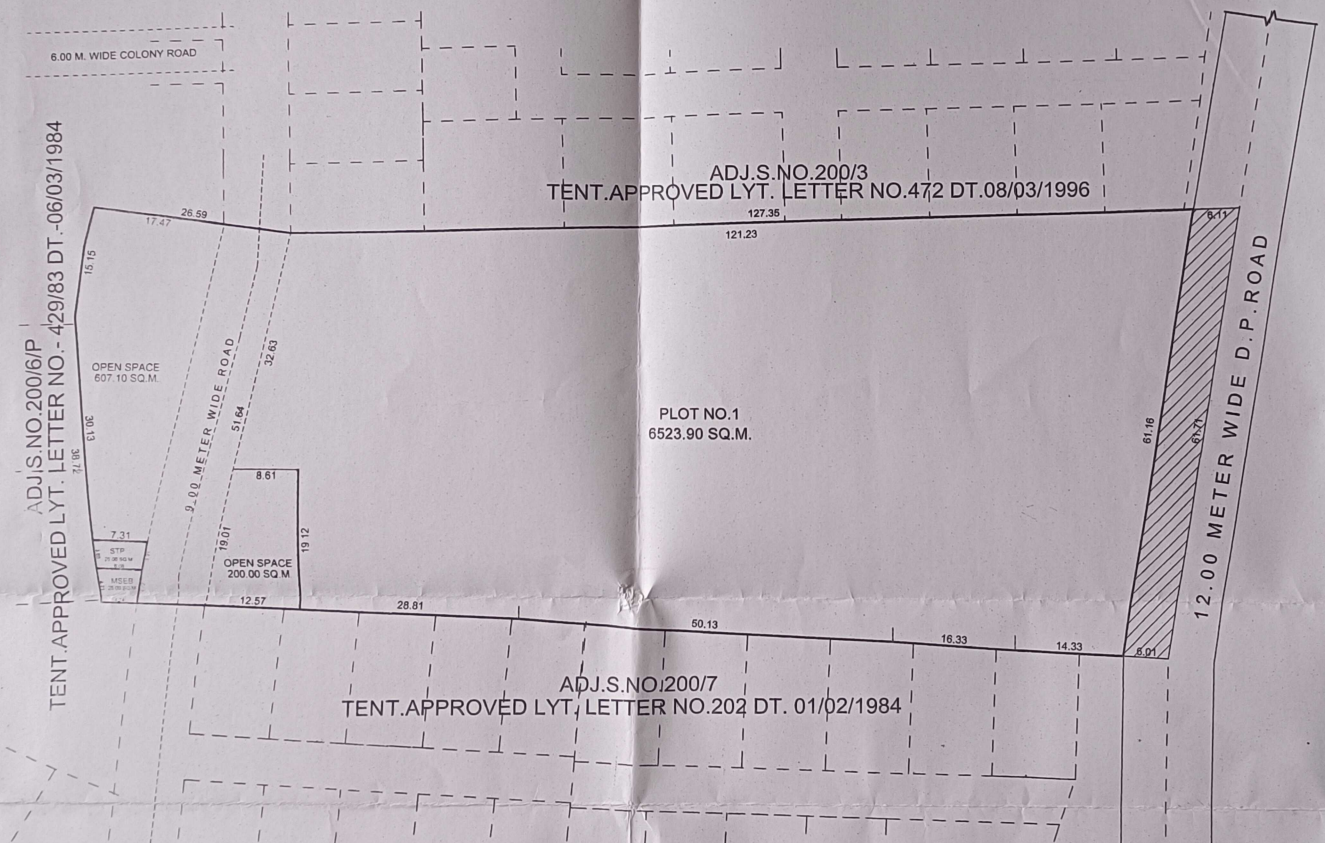 6.00 M. WIDE COLONY ROAD
ADJ.S.NO.200/6/P
TENT.APPROVED LYT. LETTER NO.- 429/83 DT.-06/03/1984
ADJ.S.NO.200/3
TENT.APPROVED LYT. LETTER NO.472 DT.08/03/1996
26.59
17.47
127.35
121.23
6.11
15.15
OPEN SPACE
607.10 SQ.M.
30.13
38.72
9.00 METER WIDE ROAD
32.63
51.64
PLOT NO.1
6523.90 SQ.M.
61.16
61.71
12.00 METER WIDE D.P.ROAD
8.61
19.01
19.12
OPEN SPACE
200.00 SQ.M
7.31
STP
MSEB
12.57
28.81
50.13
16.33
14.33
6.01
ADJ.S.NO.200/7
TENT.APPROVED LYT. LETTER NO.202 DT. 01/02/1984